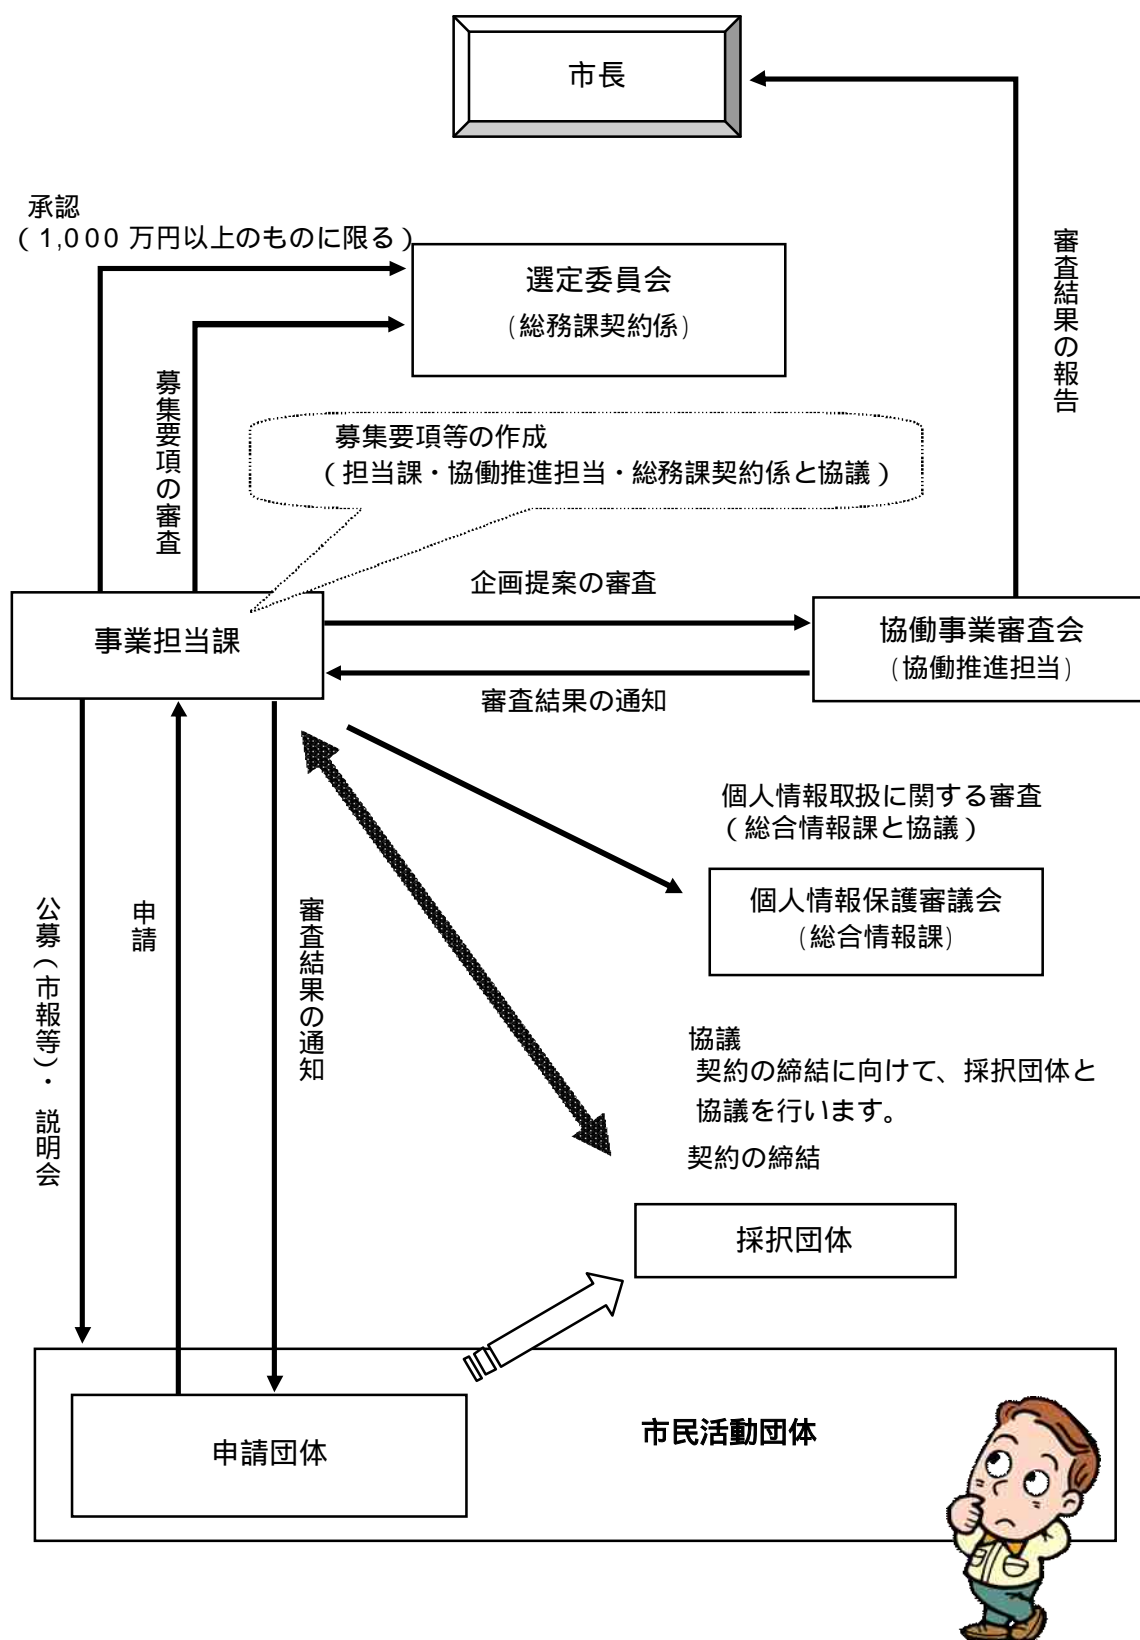 市長
承認
(1,000 万円以上のものに限る)
選定委員会
(総務課契約係)
審査結果の報告
募集要項の審査
募集要項等の作成
(担当課・協働推進担当・総務課契約係と協議)
企画提案の審査
事業担当課
協働事業審査会
(協働推進担当)
審査結果の通知
個人情報取扱に関する審査
(総合情報課と協議)
個人情報保護審議会
(総合情報課)
公募(市報等)・説明会
申請
審査結果の通知
協議
契約の締結に向けて、採択団体と
協議を行います。
契約の締結
採択団体
申請団体
市民活動団体